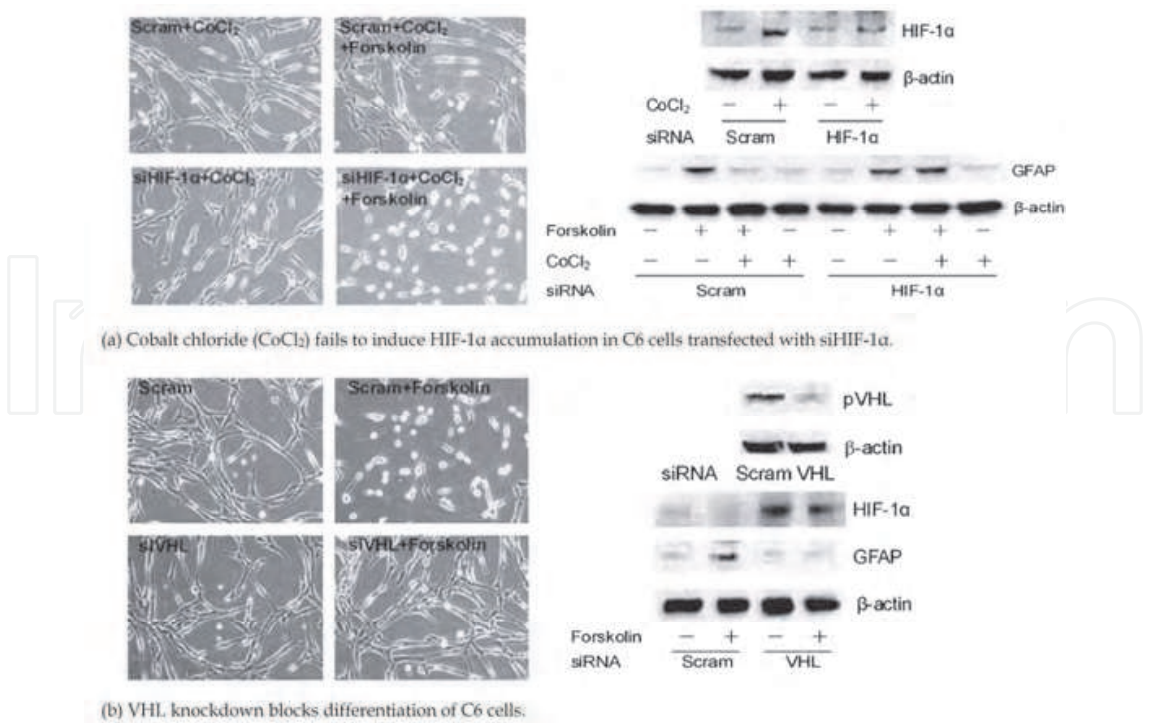 Scram+CoCl₂
Scram+CoCl₂
+Forskolin
siHIF-1α+CoCl₂
siHIF-1α+CoCl₂
+Forskolin
HIF-1α
β-actin
CoCl₂ − + − +
siRNA Scram HIF-1α
GFAP
β-actin
Forskolin − + + − − + + −
CoCl₂ − − + + − − + +
siRNA Scram HIF-1α
(a) Cobalt chloride (CoCl₂) fails to induce HIF-1α accumulation in C6 cells transfected with siHIF-1α.
Scram
Scram+Forskolin
siVHL
siVHL+Forskolin
pVHL
β-actin
siRNA Scram VHL
HIF-1α
GFAP
β-actin
Forskolin − + − +
siRNA Scram VHL
(b) VHL knockdown blocks differentiation of C6 cells.